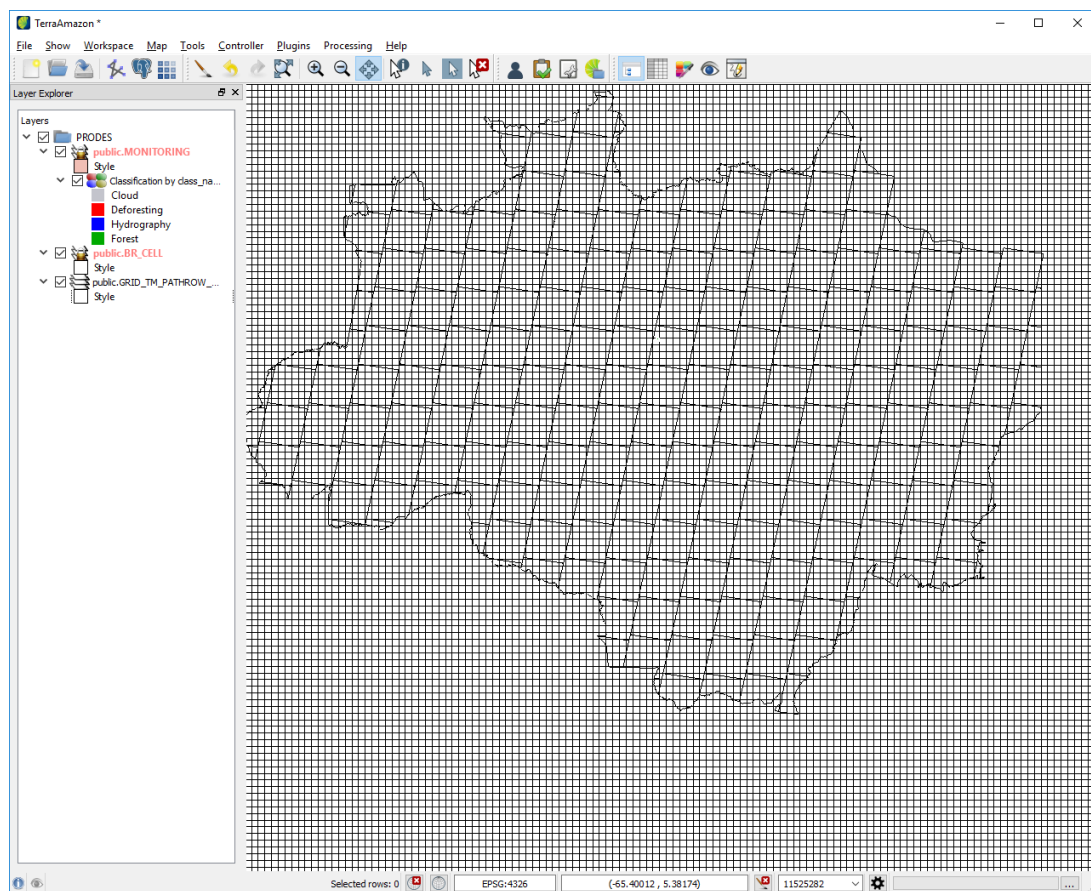 TerraAmazon *
File Show Workspace Map Tools Controller Plugins Processing Help
Layer Explorer
Layers
PRODES
public.MONITORING
Style
Classification by class_na...
Cloud
Deforesting
Hydrography
Forest
public.BR_CELL
Style
public.GRID_TM_PATHROW_...
Style
Selected rows: 0 EPSG:4326 (-65.40012 , 5.38174) 11525282 ...